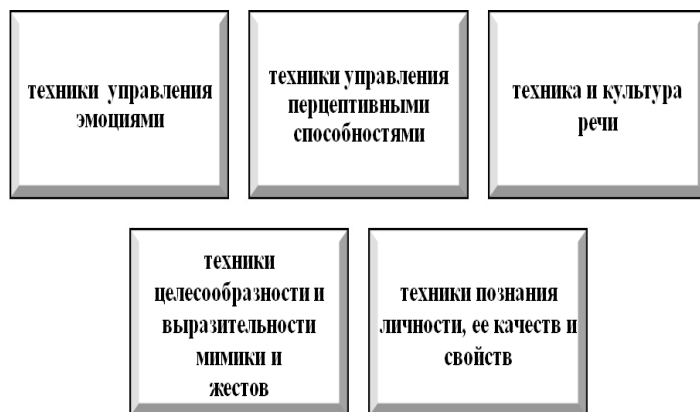 техники управления
эмоциями
техники управления
перцептивными
способностями
техника и культура
речи
техники
целесообразности и
выразительности
мимики и
жестов
техники познания
личности, ее качеств и
свойств